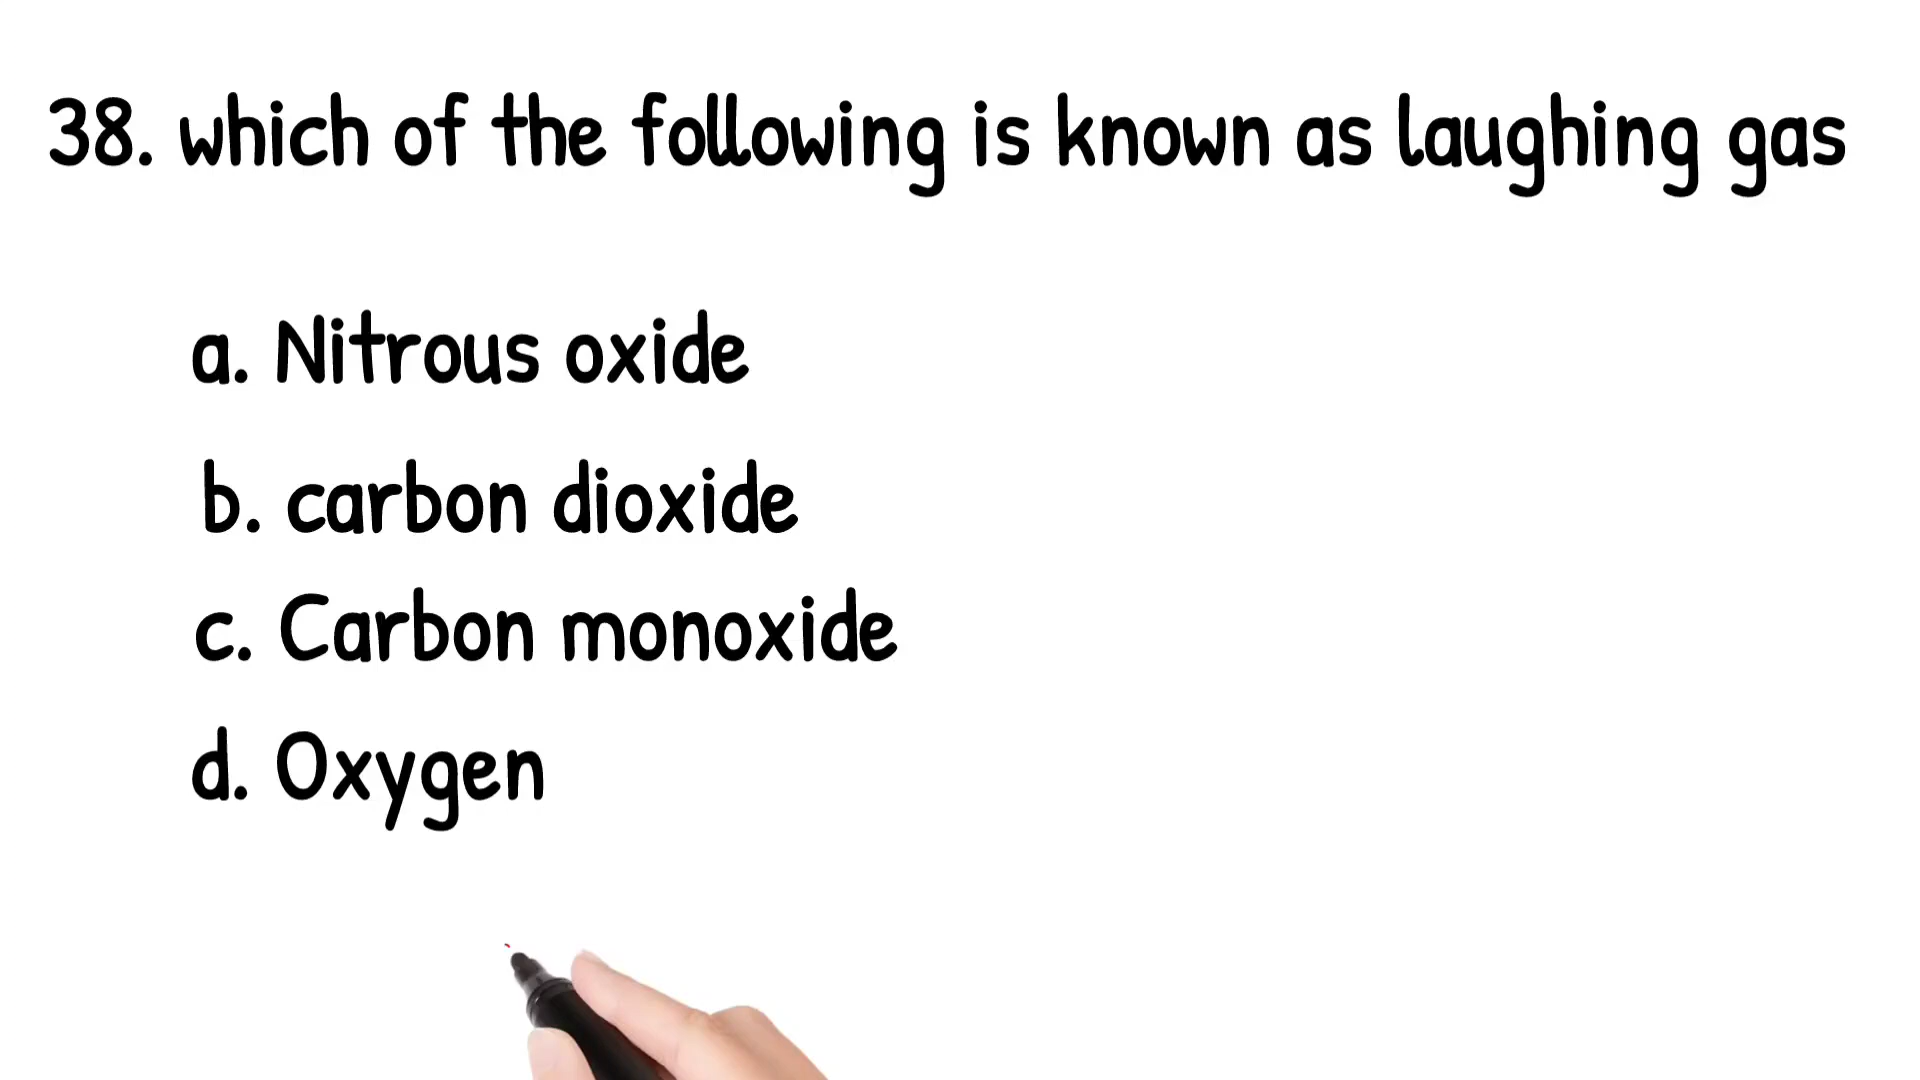 38. which of the following is known as laughing gas
a. Nitrous oxide
b. carbon dioxide
c. Carbon monoxide
d. Oxygen